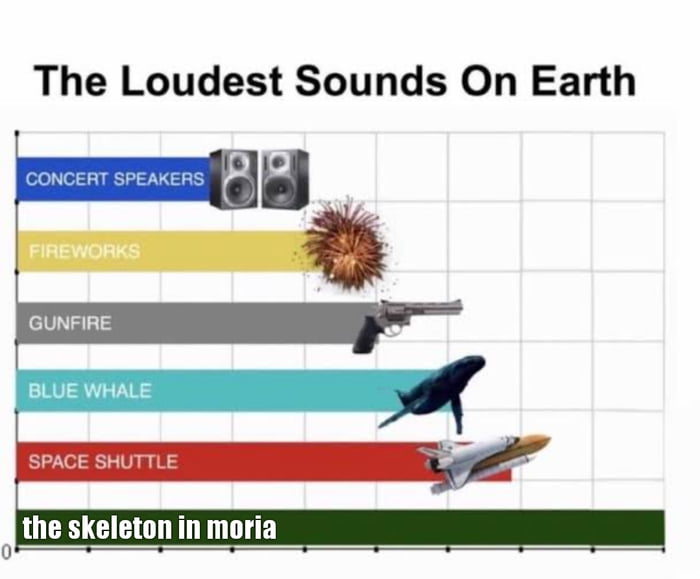 The Loudest Sounds On Earth
CONCERT SPEAKERS
FIREWORKS
GUNFIRE
BLUE WHALE
SPACE SHUTTLE
the skeleton in moria
0